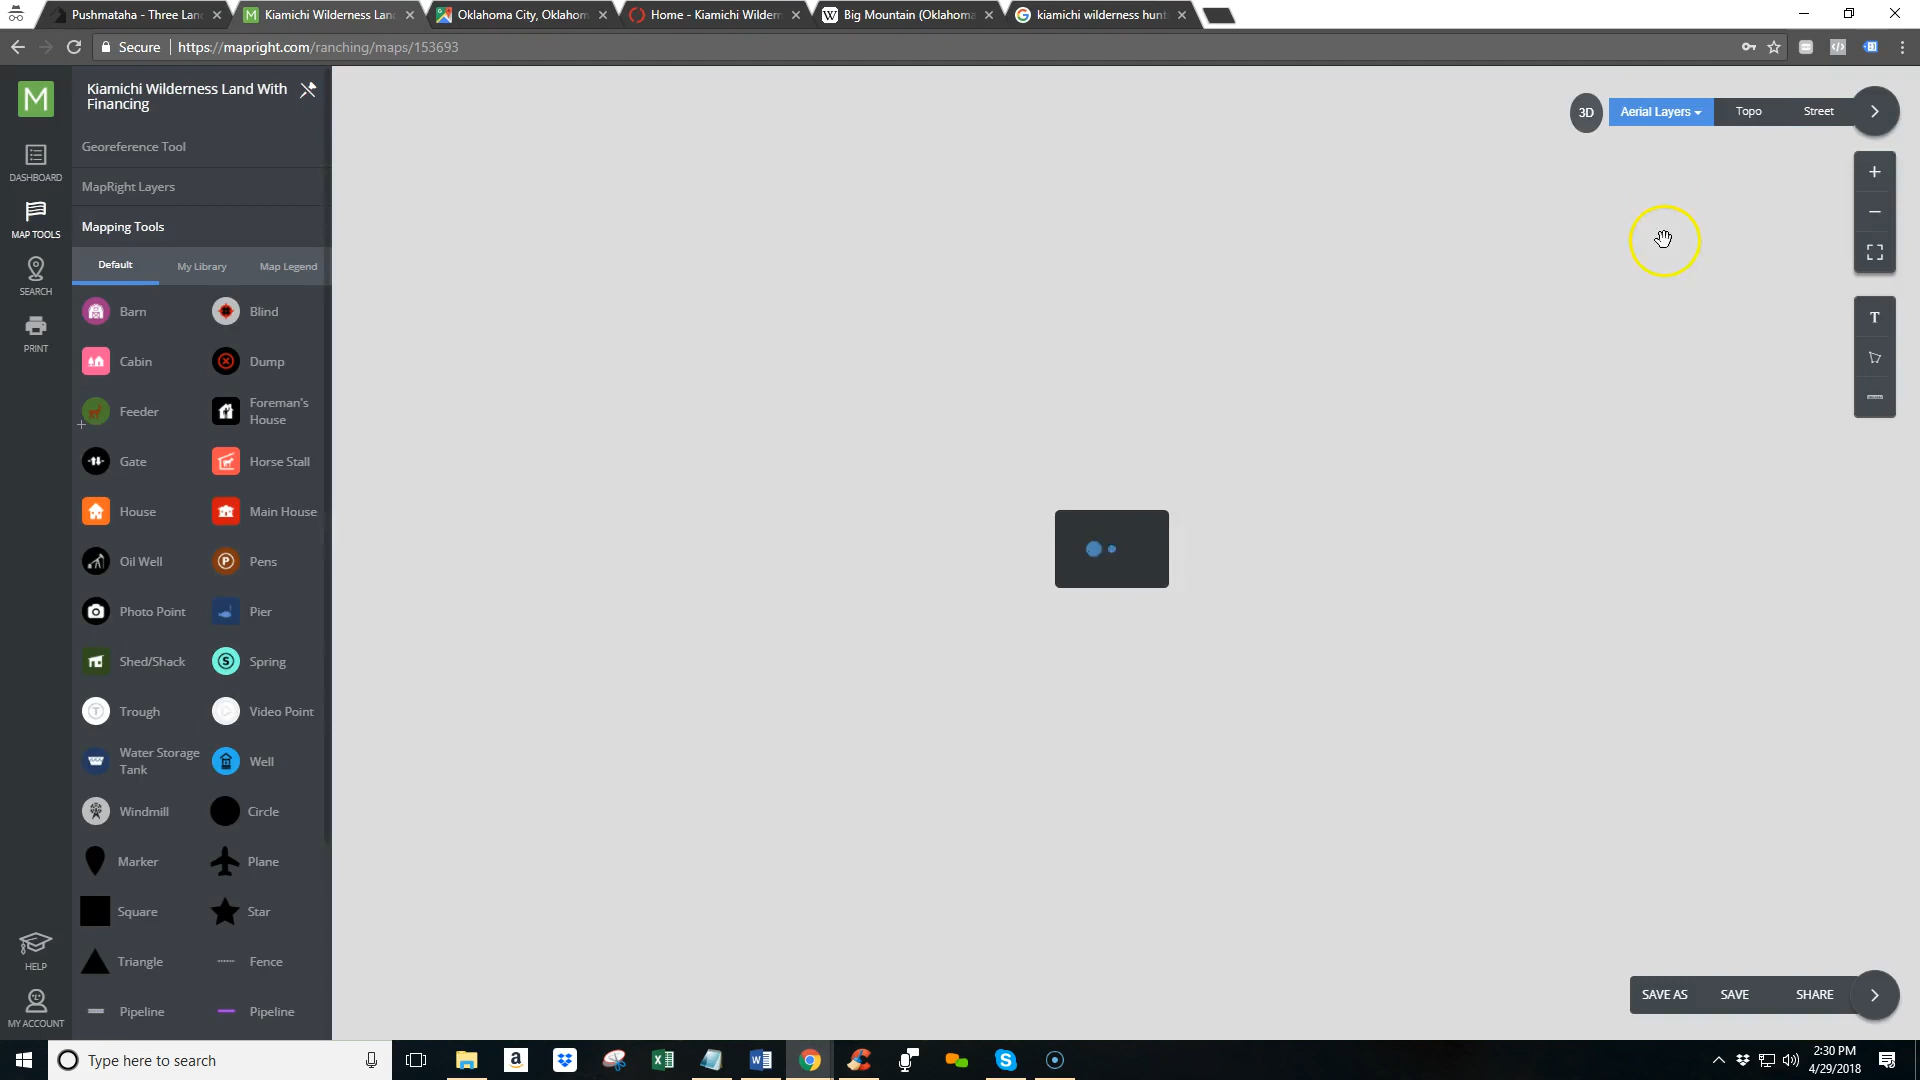 Pushmataha - Three Lan
Kiamichi Wilderness Lan
Oklahoma City, Oklahom
Home - Kiamichi Wildern
W Big Mountain (Oklahoma
kiamichi wilderness hunt
Secure https://mapright.com/ranching/maps/153693
M
Kiamichi Wilderness Land With
Financing
Georeference Tool
MapRight Layers
Mapping Tools
Default My Library Map Legend
DASHBOARD
MAP TOOLS
SEARCH
PRINT
HELP
MY ACCOUNT
Barn Blind
Cabin Dump
Feeder Foreman's
House
Gate Horse Stall
House Main House
Oil Well P Pens
Photo Point Pier
Shed/Shack S Spring
T Trough Video Point
Water Storage
Tank Well
Windmill Circle
Marker Plane
Square Star
Triangle Fence
Pipeline Pipeline
3D Aerial Layers Topo Street
+
−
T
SAVE AS SAVE SHARE
Type here to search
2:30 PM
4/29/2018